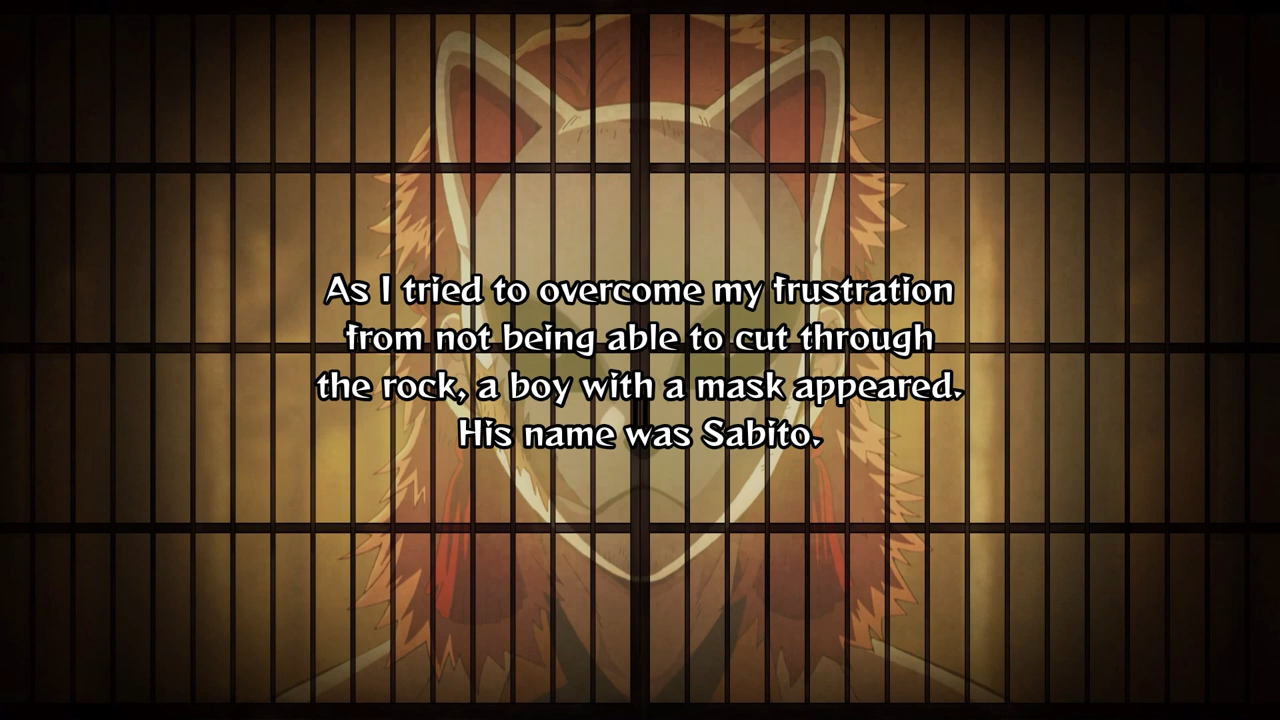 As I tried to overcome my frustration
from not being able to cut through
the rock, a boy with a mask appeared.
His name was Sabito.